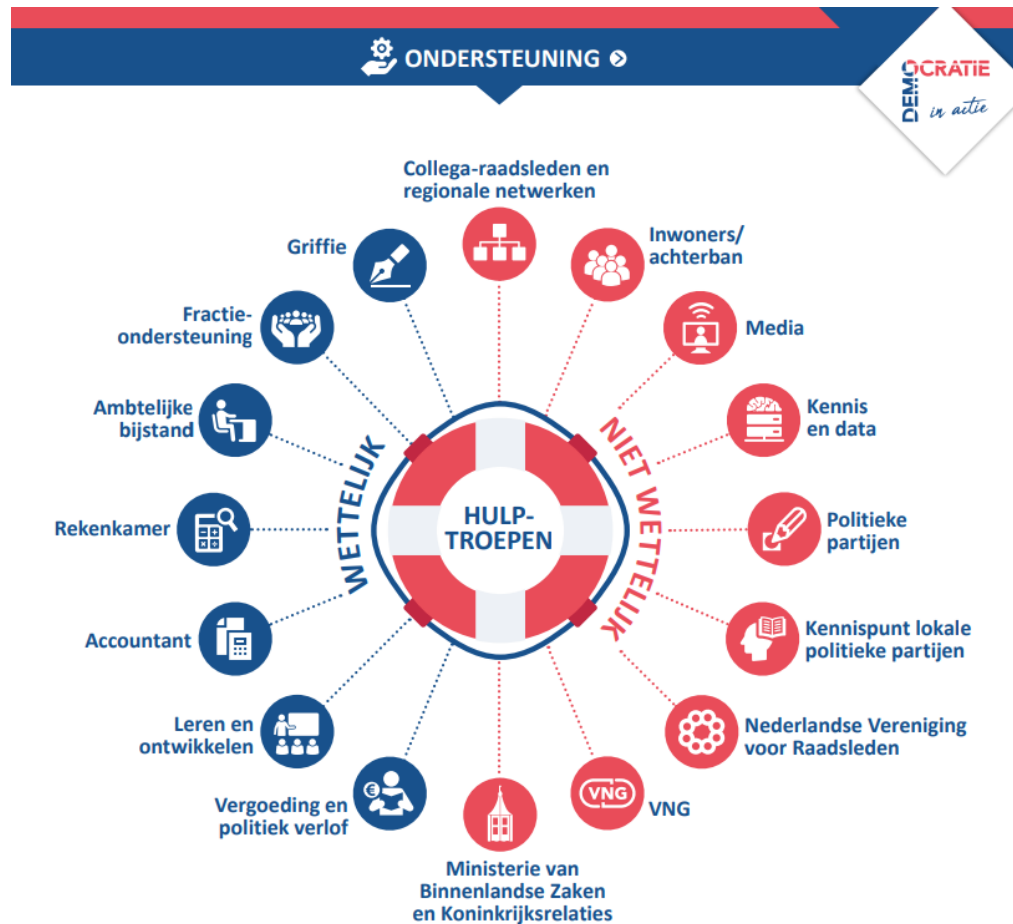 ONDERSTEUNING
DEMOCRATIE
in actie
Collega-raadsleden en
regionale netwerken
Inwoners/
achterban
Media
Kennis
en data
Politieke
partijen
Kennispunt lokale
politieke partijen
Nederlandse Vereniging
voor Raadsleden
VNG
VNG
Ministerie van
Binnenlandse Zaken
en Koninkrijksrelaties
Vergoeding en
politiek verlof
Leren en
ontwikkelen
Accountant
Rekenkamer
Ambtelijke
bijstand
Fractie-
ondersteuning
Griffie
WETTELIJK
HULP-
TROEPEN
NIET WETTELIJK